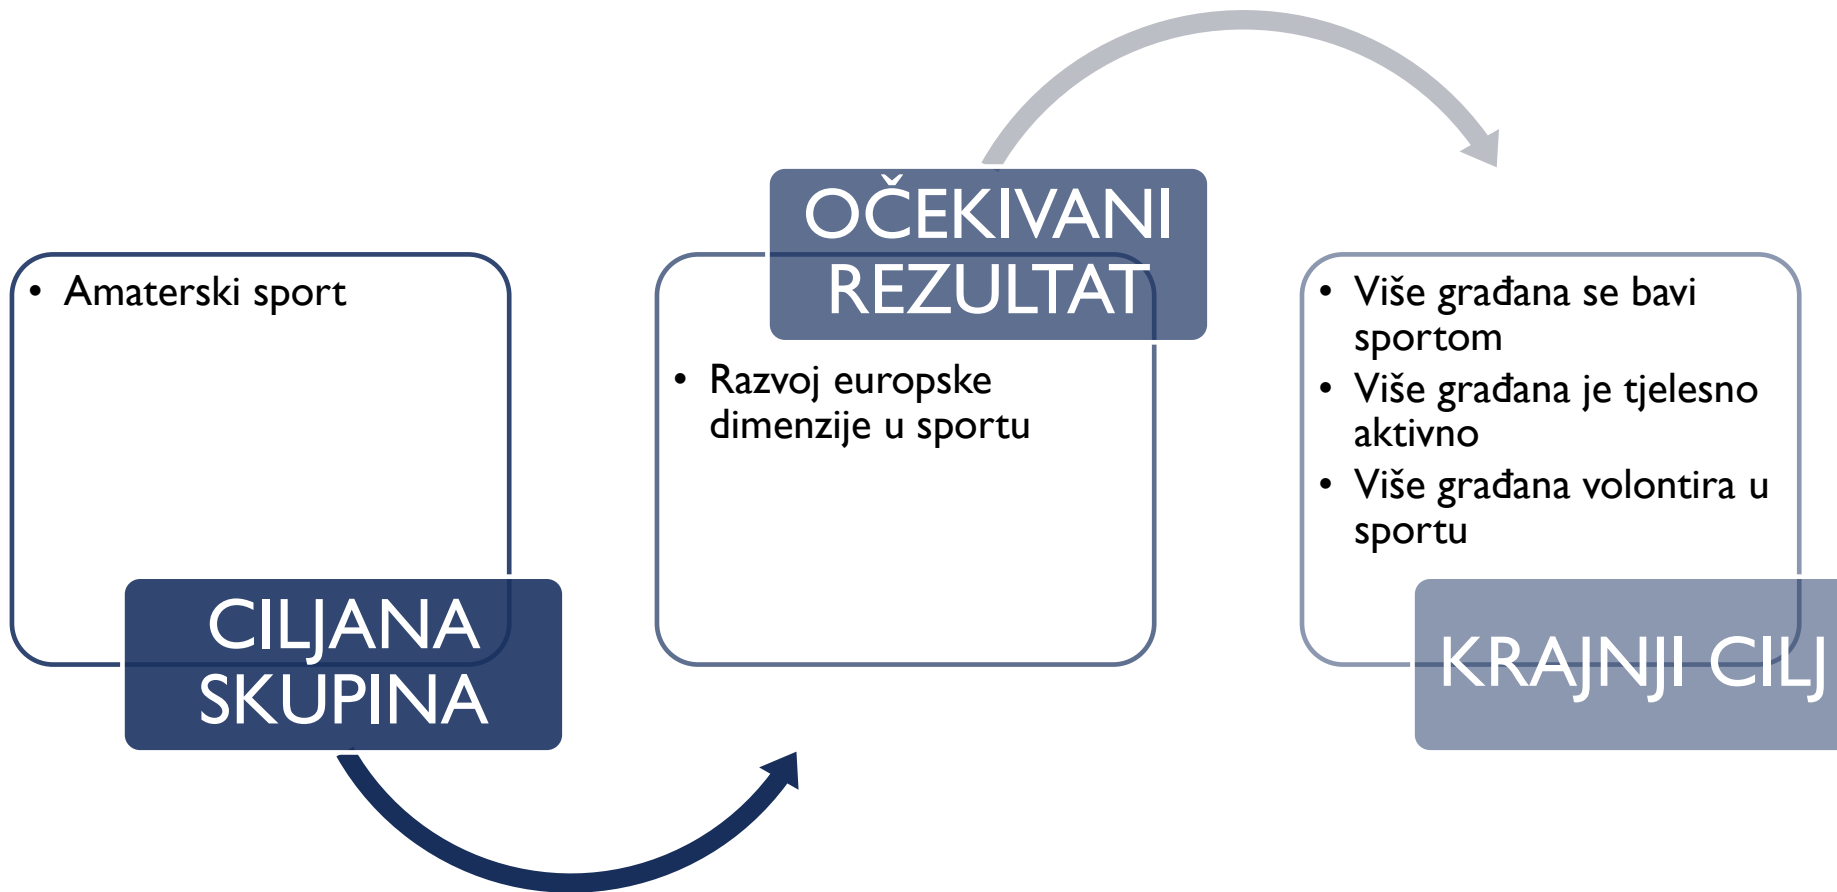 • Amaterski sport
CILJANA
SKUPINA
OČEKIVANI
REZULTAT
• Razvoj europske
dimenzije u sportu
• Više građana se bavi
sportom
• Više građana je tjelesno
aktivno
• Više građana volontira u
sportu
KRAJNJI CILJ